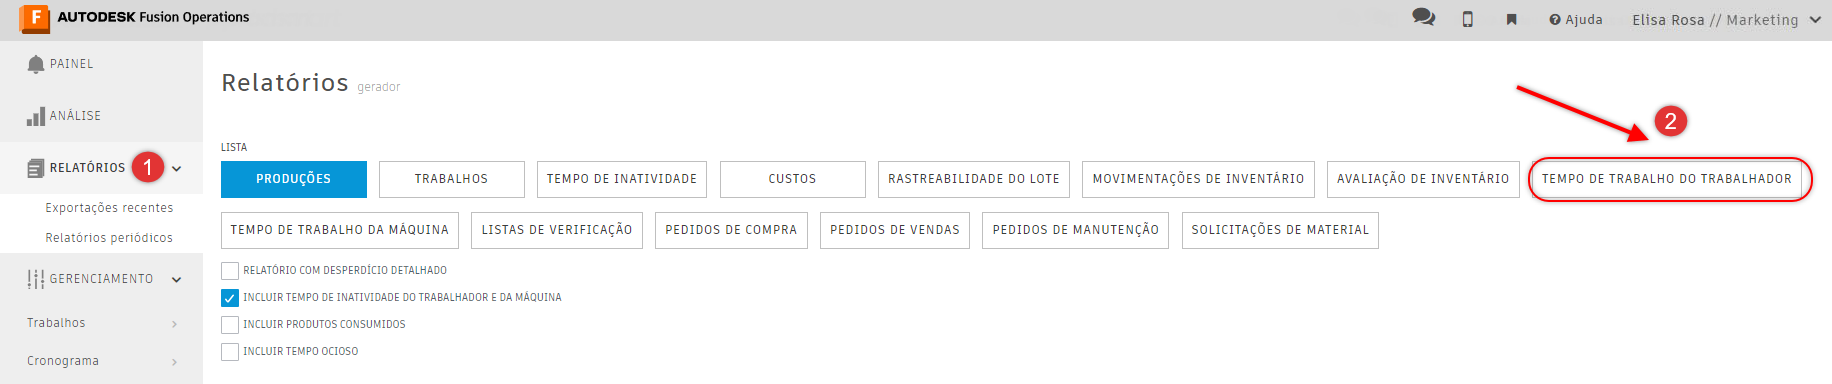 F AUTODESK Fusion Operations
Ajuda Elisa Rosa // Marketing
PAINEL
ANÁLISE
RELATÓRIOS 1
Exportações recentes
Relatórios periódicos
GERENCIAMENTO
Trabalhos
Cronograma
Relatórios gerador
2
LISTA
PRODUÇÕES TRABALHOS TEMPO DE INATIVIDADE CUSTOS RASTREABILIDADE DO LOTE MOVIMENTAÇÕES DE INVENTÁRIO AVALIAÇÃO DE INVENTÁRIO TEMPO DE TRABALHO DO TRABALHADOR
TEMPO DE TRABALHO DA MÁQUINA LISTAS DE VERIFICAÇÃO PEDIDOS DE COMPRA PEDIDOS DE VENDAS PEDIDOS DE MANUTENÇÃO SOLICITAÇÕES DE MATERIAL
RELATÓRIO COM DESPERDÍCIO DETALHADO
INCLUIR TEMPO DE INATIVIDADE DO TRABALHADOR E DA MÁQUINA
INCLUIR PRODUTOS CONSUMIDOS
INCLUIR TEMPO OCIOSO